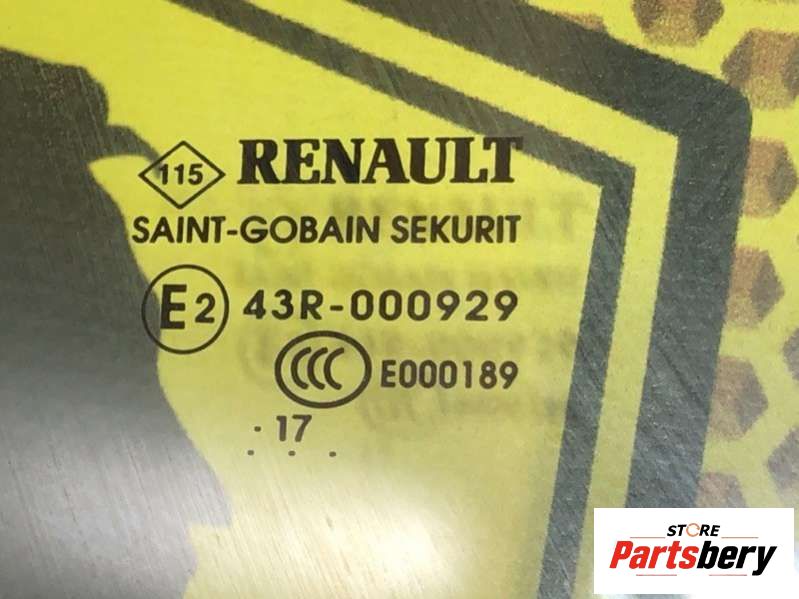 115 RENAULT
SAINT-GOBAIN SEKURIT
E2 43R-000929
CCC E000189
. 17
. . .
STORE
Partsbery